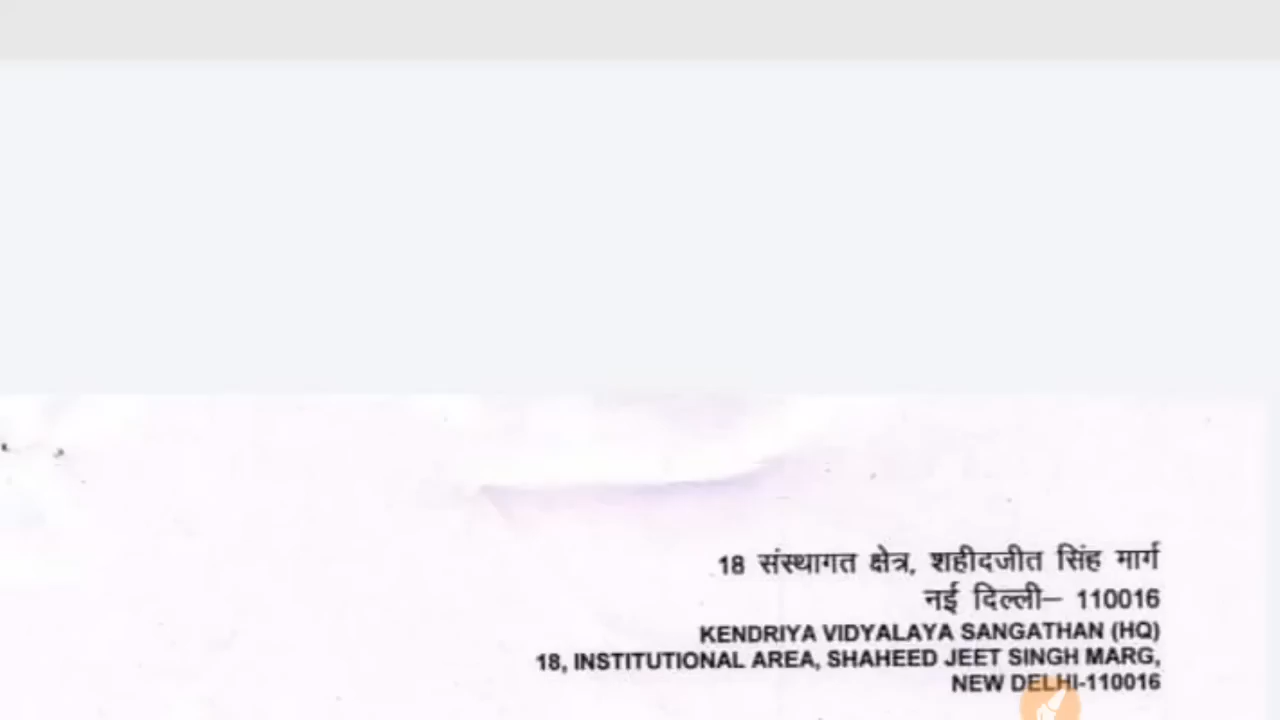 18 संस्थागत क्षेत्र, शहीदजीत सिंह मार्ग
नई दिल्ली– 110016
KENDRIYA VIDYALAYA SANGATHAN (HQ)
18, INSTITUTIONAL AREA, SHAHEED JEET SINGH MARG,
NEW DELHI-110016